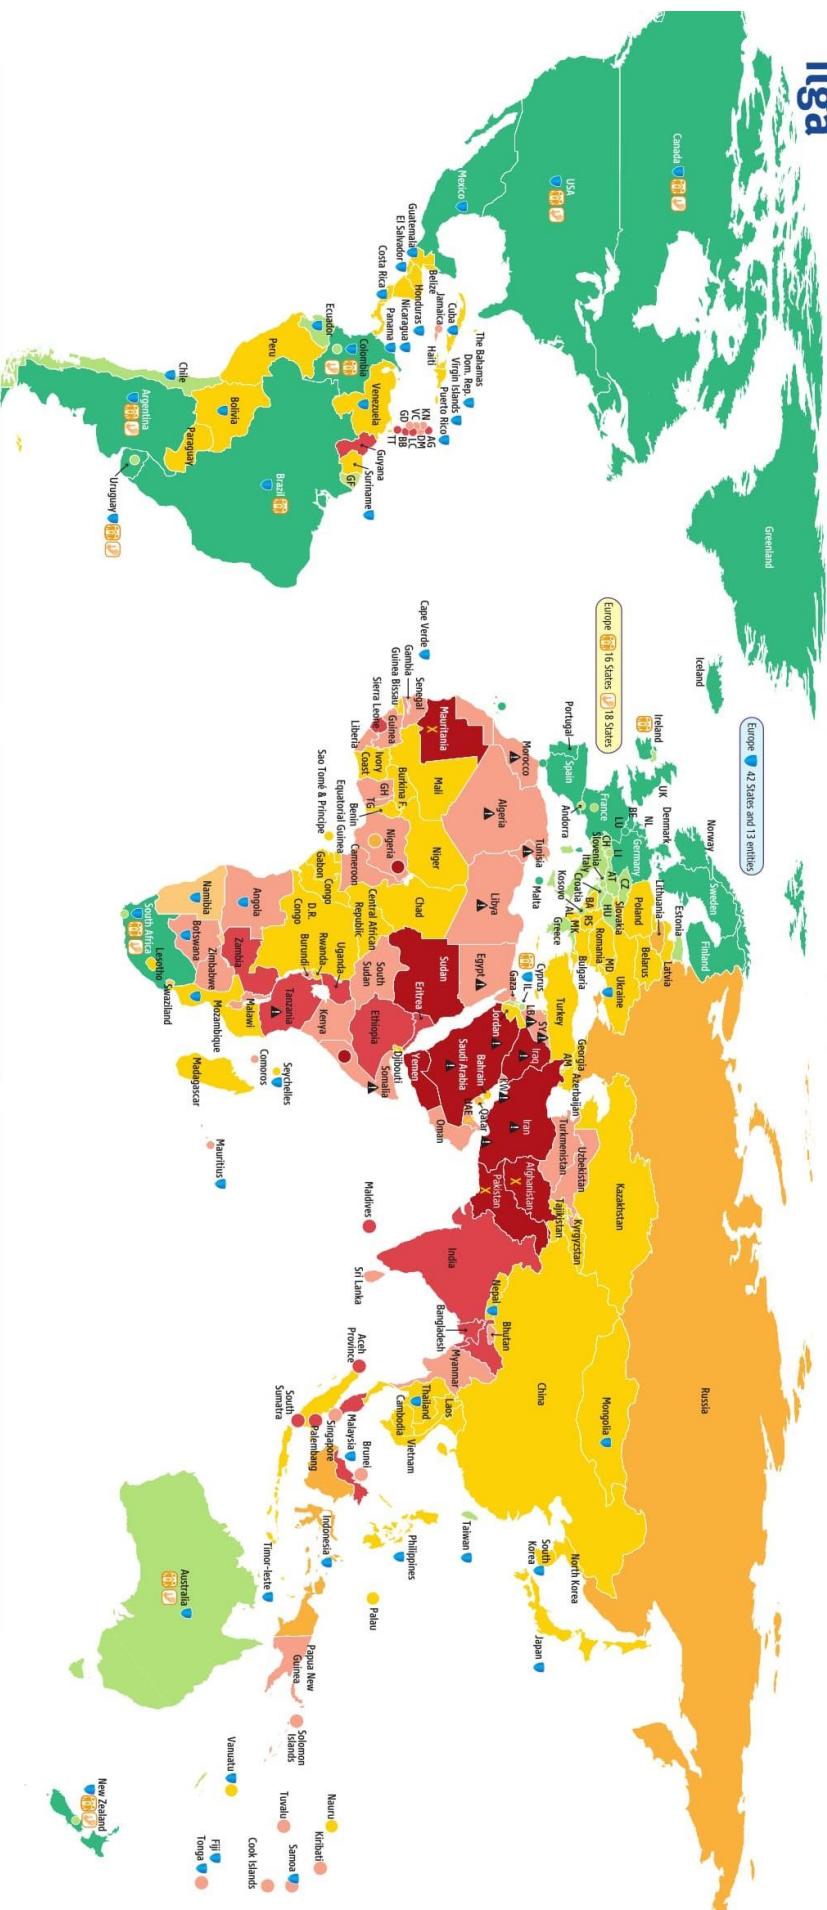 ilga
Canada
USA
Mexico
Greenland
Guatemala
El Salvador
Costa Rica
Belize
Honduras
Nicaragua
Panama
Jamaica
Cuba
Haiti
The Bahamas
Dom. Rep.
Virgin Islands
Puerto Rico
KN
VC
GD
AG
DM
LC
BB
TT
Ecuador
Colombia
Venezuela
Guyana
Suriname
GF
Peru
Bolivia
Brazil
Chile
Paraguay
Argentina
Uruguay
Europe 42 States and 13 entities
Europe 16 States 18 States
Iceland
Ireland
UK
Norway
Denmark
Sweden
Finland
NL
BE
LU
Germany
Lithuania
Estonia
Latvia
Portugal
Spain
France
Andorra
CH
LI
AT
CZ
Slovenia
Italy
Croatia
Kosovo
BA
HU
Slovakia
Poland
Belarus
AL
MK
RS
Romania
MD
Ukraine
Greece
Bulgaria
Malta
Cyprus
Turkey
Georgia
AM
Azerbaijan
Russia
Cape Verde
Senegal
Gambia
Guinea Bissau
Guinea
Sierra Leone
Liberia
Mauritania
Morocco
Algeria
Tunisia
Libya
Egypt
Mali
Burkina F.
Ivory
Coast
GH
TG
Benin
Niger
Nigeria
Chad
Sudan
Eritrea
Equatorial Guinea
Sao Tomé & Principe
Cameroon
Gabon
Congo
D.R.
Congo
Central African
Republic
South
Sudan
Ethiopia
Djibouti
Somalia
Uganda
Rwanda
Burundi
Kenya
Tanzania
Angola
Zambia
Malawi
Namibia
Botswana
Zimbabwe
Mozambique
South Africa
Lesotho
Swaziland
Madagascar
Comoros
Seychelles
Mauritius
Gaza
IL
LB
SY
Jordan
Iraq
KW
Saudi Arabia
Bahrain
Qatar
UAE
Yemen
Oman
Iran
Turkmenistan
Uzbekistan
Kazakhstan
Afghanistan
Pakistan
Tajikistan
Kyrgyzstan
India
Maldives
Sri Lanka
Nepal
Bhutan
Bangladesh
Myanmar
China
Mongolia
Laos
Thailand
Cambodia
Vietnam
Aceh
Province
South
Sumatra
Palembang
Singapore
Malaysia
Brunei
Indonesia
Timor-leste
Philippines
Taiwan
Palau
North Korea
South
Korea
Japan
Australia
Papua New
Guinea
Solomon
Islands
Vanuatu
Nauru
Kiribati
Tuvalu
Samoa
Cook Islands
Fiji
Tonga
New Zealand